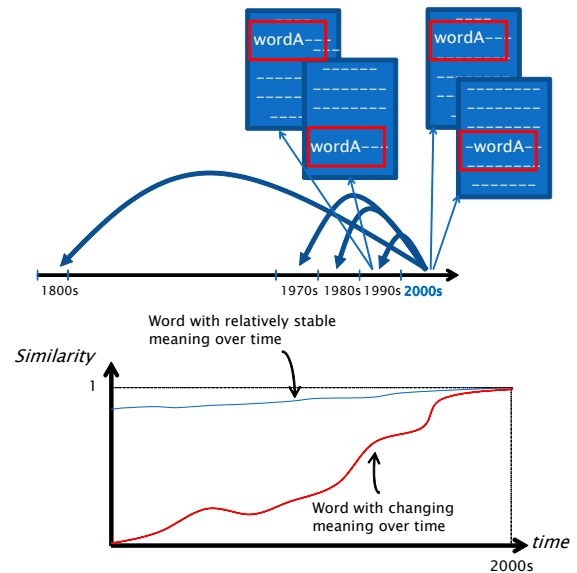 wordA
wordA
wordA
wordA
1800s
1970s
1980s
1990s
2000s
Word with relatively stable
meaning over time
Similarity
1
Word with changing
meaning over time
time
2000s